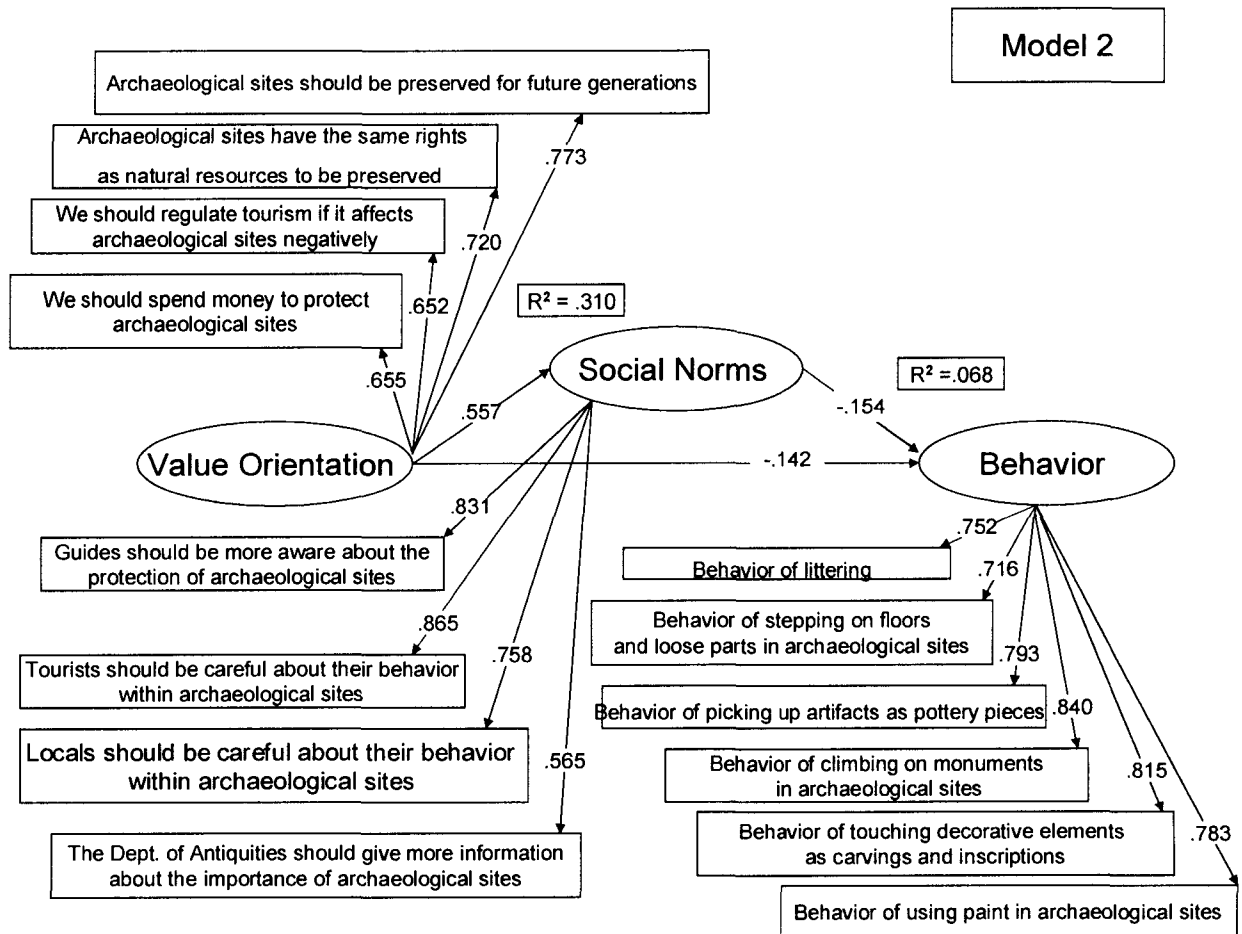 Model 2
Archaeological sites should be preserved for future generations
Archaeological sites have the same rights
as natural resources to be preserved
.773
We should regulate tourism if it affects
archaeological sites negatively
.720
We should spend money to protect
archaeological sites
.652
R² = .310
.655
Social Norms
R² =.068
.557
-.154
Value Orientation
-.142
Behavior
.831
Guides should be more aware about the
protection of archaeological sites
.752
Behavior of littering
.716
.865
Behavior of stepping on floors
and loose parts in archaeological sites
.758
.793
Tourists should be careful about their behavior
within archaeological sites
Behavior of picking up artifacts as pottery pieces
.840
Locals should be careful about their behavior
within archaeological sites
.565
Behavior of climbing on monuments
in archaeological sites
.815
Behavior of touching decorative elements
as carvings and inscriptions
.783
The Dept. of Antiquities should give more information
about the importance of archaeological sites
Behavior of using paint in archaeological sites